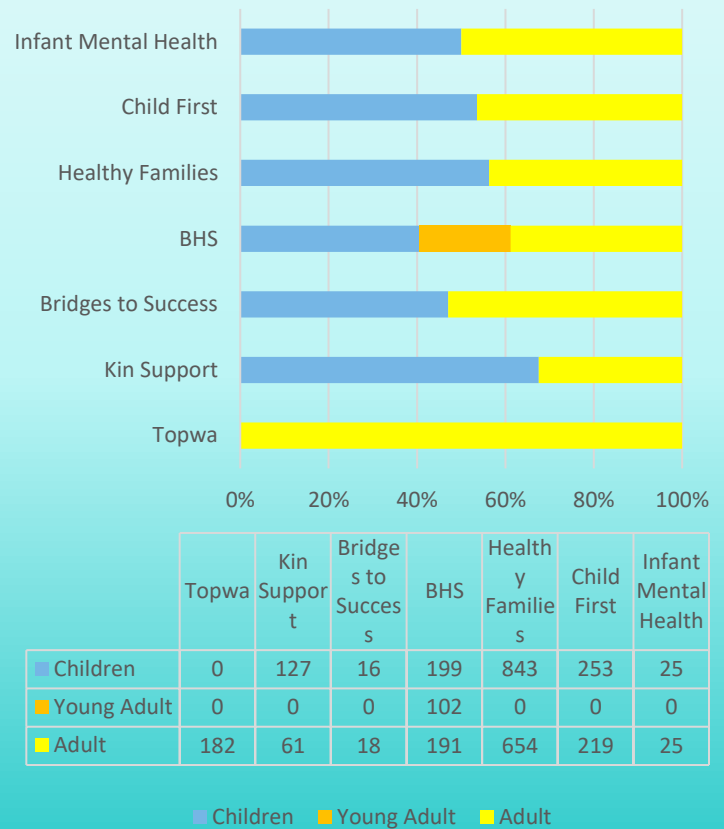 Infant Mental Health
Child First
Healthy Families
BHS
Bridges to Success
Kin Support
Topwa
0% 20% 40% 60% 80% 100%
Topwa
Kin
Suppor
t
Bridge
s to
Succes
s
BHS
Health
y
Familie
s
Child
First
Infant
Mental
Health
Children 0 127 16 199 843 253 25
Young Adult 0 0 0 102 0 0 0
Adult 182 61 18 191 654 219 25
Children Young Adult Adult